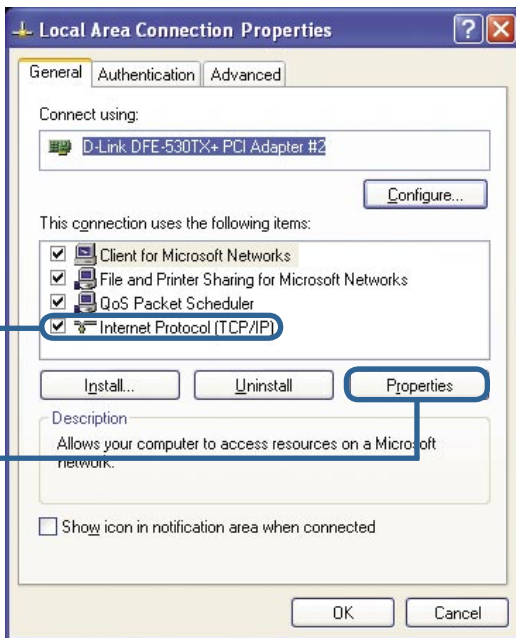 Local Area Connection Properties
General Authentication Advanced
Connect using:
D-Link DFE-530TX+ PCI Adapter #2
Configure...
This connection uses the following items:
Client for Microsoft Networks
File and Printer Sharing for Microsoft Networks
QoS Packet Scheduler
Internet Protocol (TCP/IP)
Install... Uninstall Properties
Description
Allows your computer to access resources on a Microsoft
network.
Show icon in notification area when connected
OK Cancel